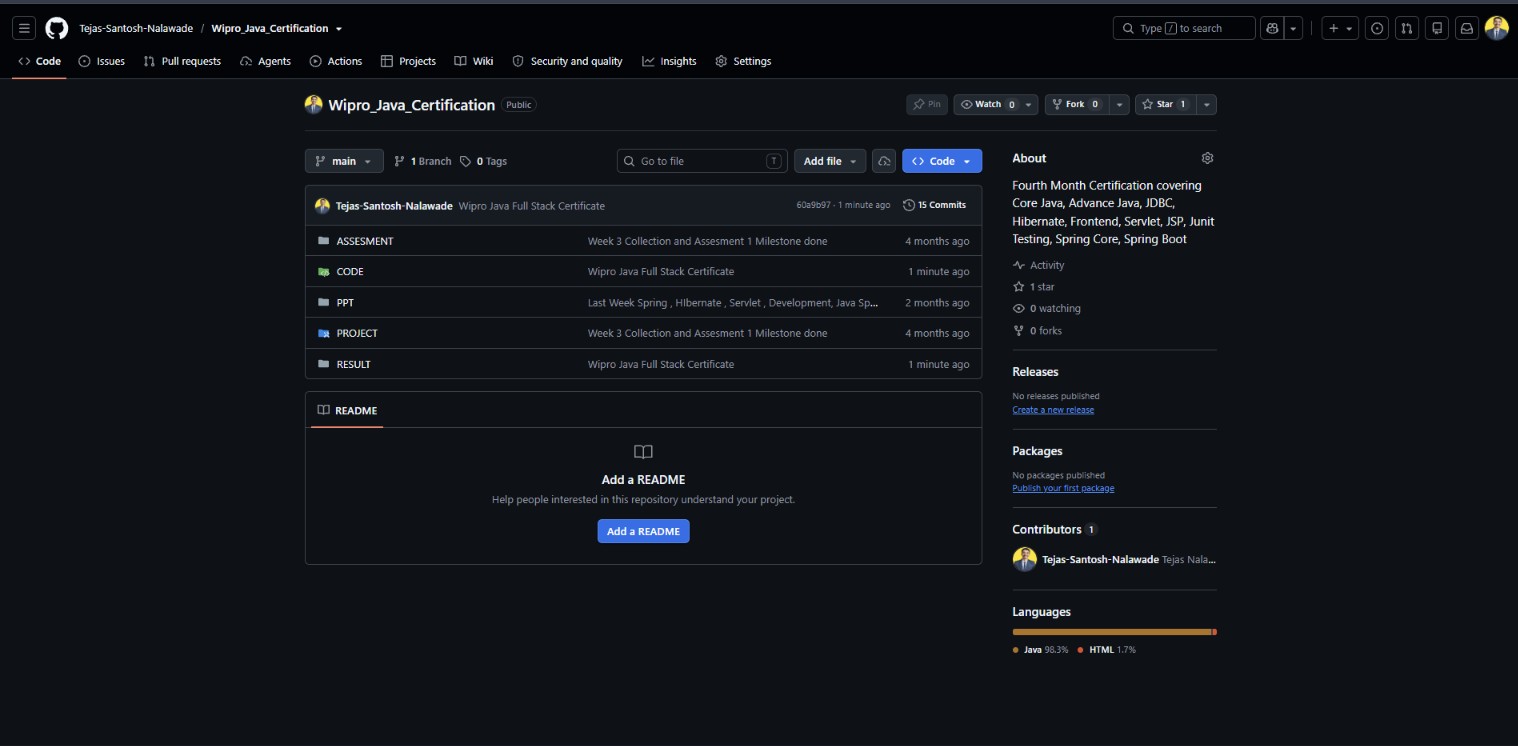 Tejas-Santosh-Nalawade / Wipro_Java_Certification
Type / to search
Code Issues Pull requests Agents Actions Projects Wiki Security and quality Insights Settings
Wipro_Java_Certification Public
Pin Watch 0 Fork 0 Star 1
main 1 Branch 0 Tags Go to file T Add file Code
Tejas-Santosh-Nalawade Wipro Java Full Stack Certificate 60a9b97 · 1 minute ago 15 Commits
ASSESMENT Week 3 Collection and Assesment 1 Milestone done 4 months ago
CODE Wipro Java Full Stack Certificate 1 minute ago
PPT Last Week Spring , HIbernate , Servlet , Development, Java Sp... 2 months ago
PROJECT Week 3 Collection and Assesment 1 Milestone done 4 months ago
RESULT Wipro Java Full Stack Certificate 1 minute ago
README
Add a README
Help people interested in this repository understand your project.
Add a README
About
Fourth Month Certification covering
Core Java, Advance Java, JDBC,
Hibernate, Frontend, Servlet, JSP, Junit
Testing, Spring Core, Spring Boot
Activity
1 star
0 watching
0 forks
Releases
No releases published
Create a new release
Packages
No packages published
Publish your first package
Contributors 1
Tejas-Santosh-Nalawade Tejas Nala...
Languages
Java 98.3% HTML 1.7%